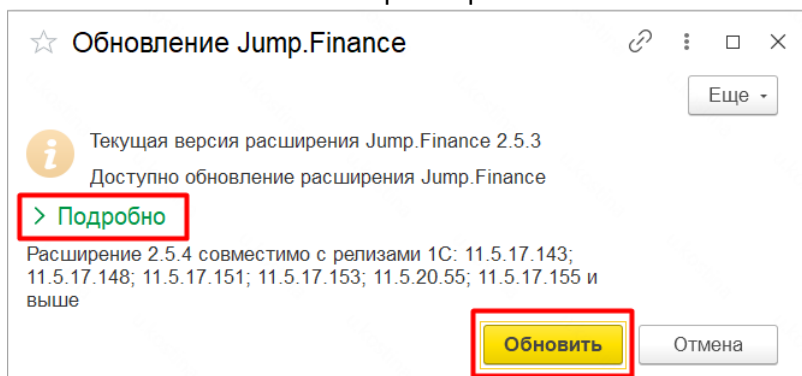 Обновление Jump.Finance
Еще
Текущая версия расширения Jump.Finance 2.5.3
Доступно обновление расширения Jump.Finance
Подробно
Расширение 2.5.4 совместимо с релизами 1С: 11.5.17.143;
11.5.17.148; 11.5.17.151; 11.5.17.153; 11.5.20.55; 11.5.17.155 и
выше
Обновить
Отмена